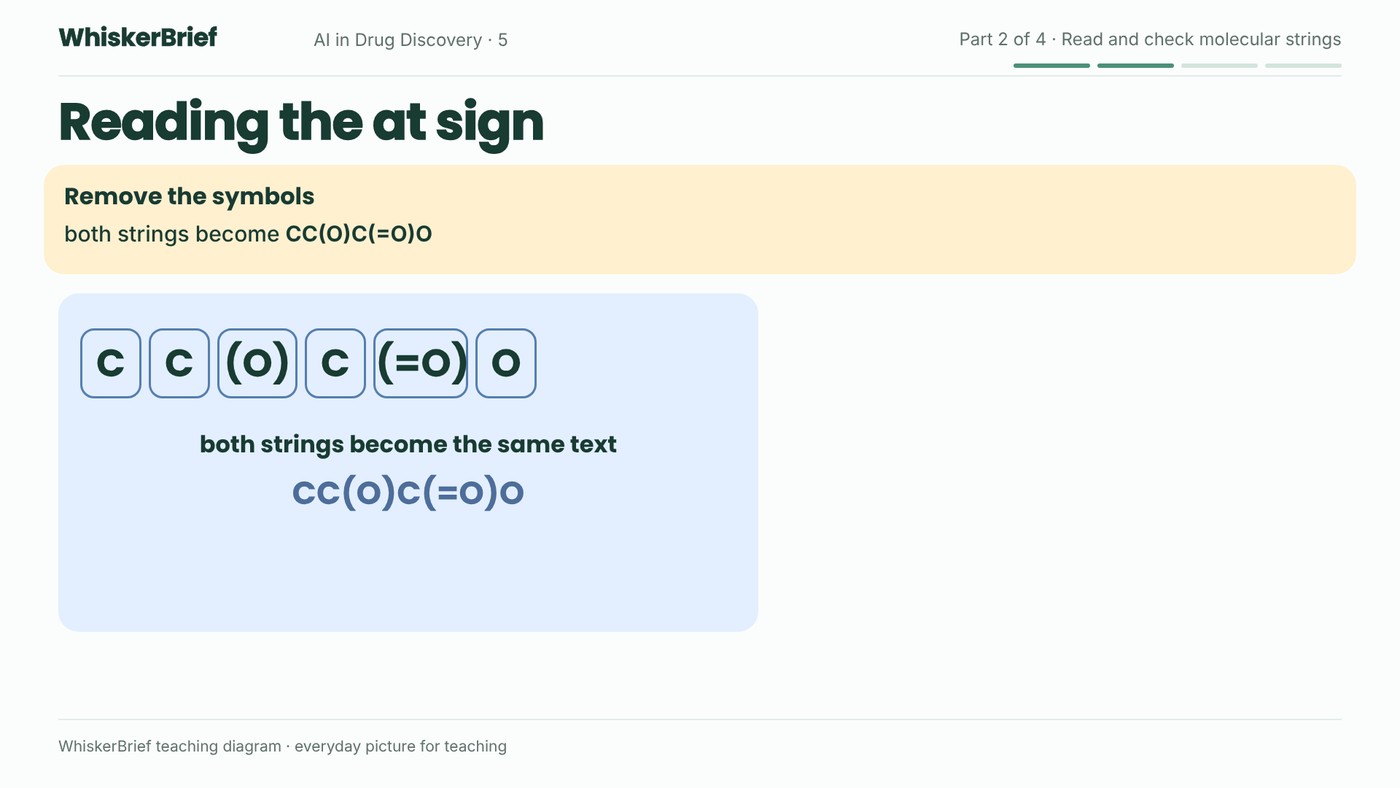 WhiskerBrief
AI in Drug Discovery · 5
Part 2 of 4 · Read and check molecular strings
Reading the at sign
Remove the symbols
both strings become CC(O)C(=O)O
C C (O) C (=O) O
both strings become the same text
CC(O)C(=O)O
WhiskerBrief teaching diagram · everyday picture for teaching